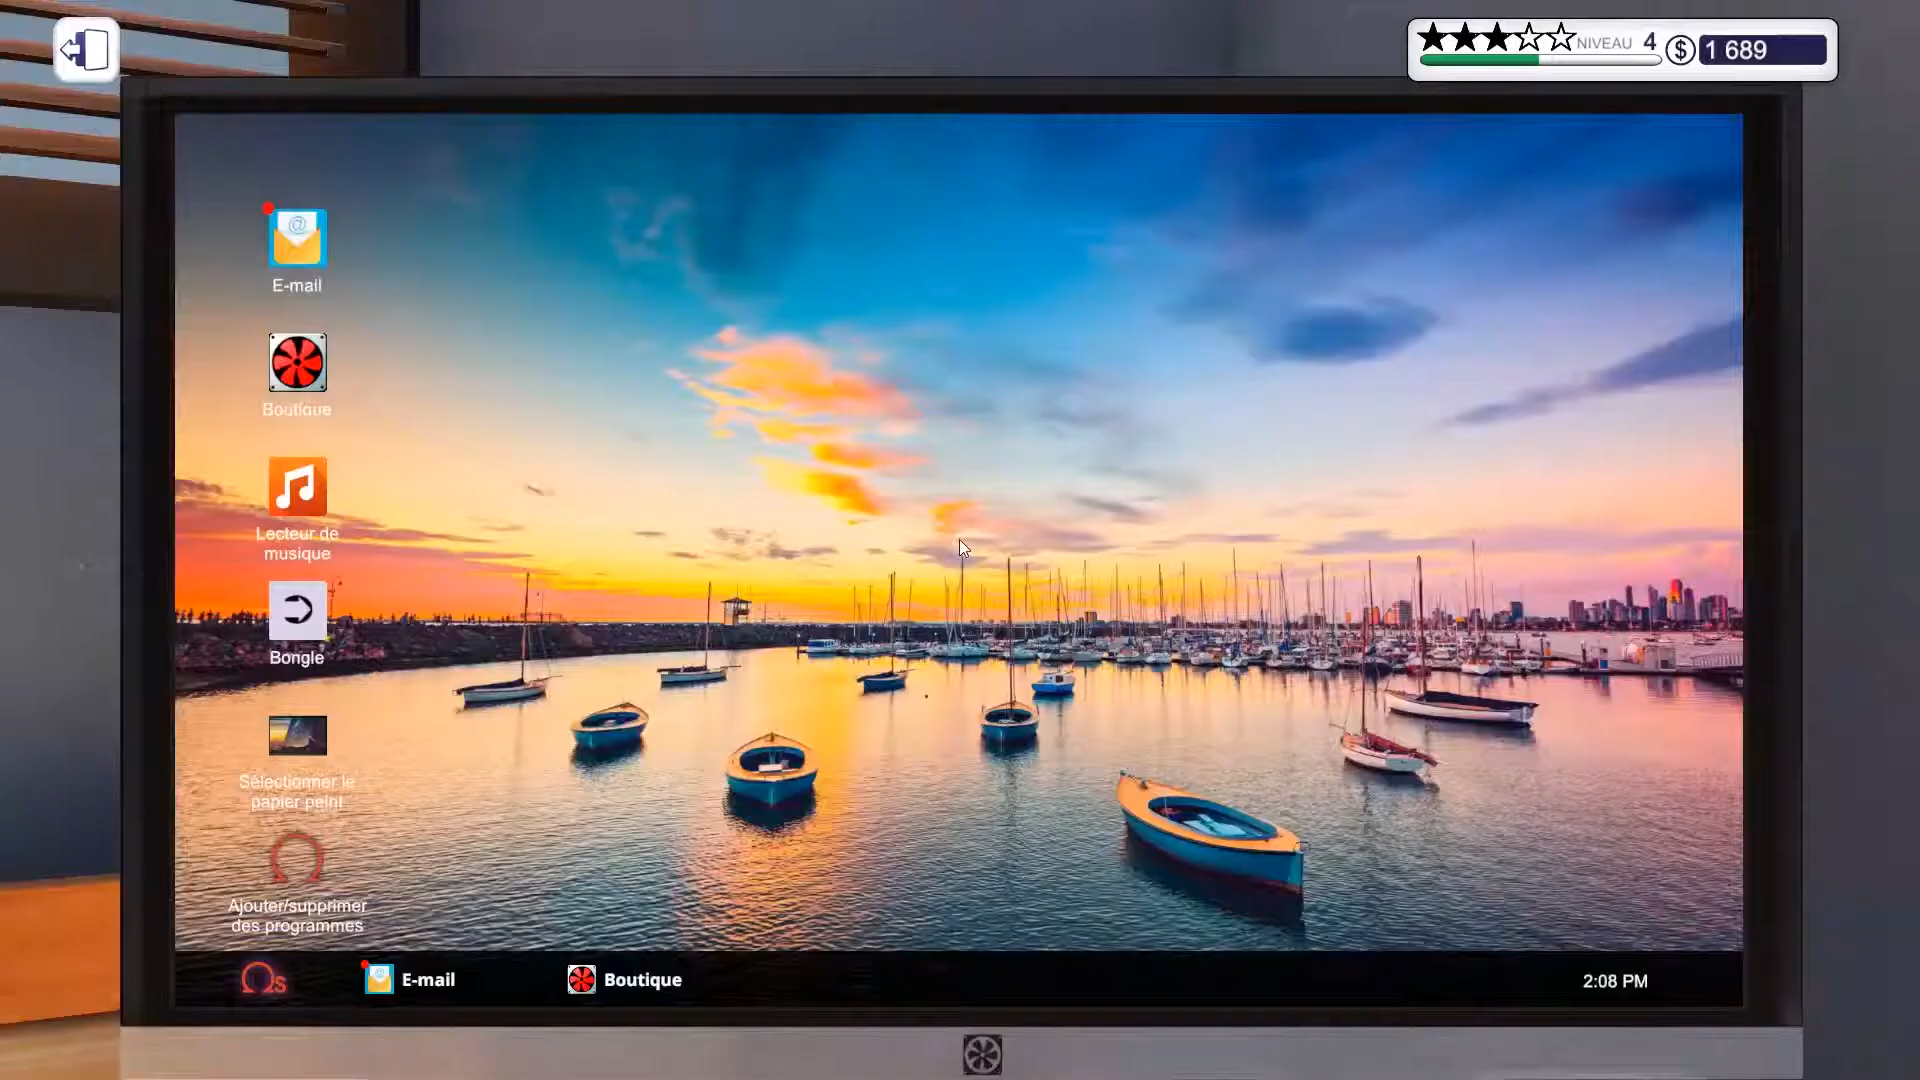 NIVEAU 4
1 689
E-mail
Boutique
Lecteur de
musique
Bongle
Sélectionner le
papier peint
Ajouter/supprimer
des programmes
Ωs
E-mail
Boutique
2:08 PM